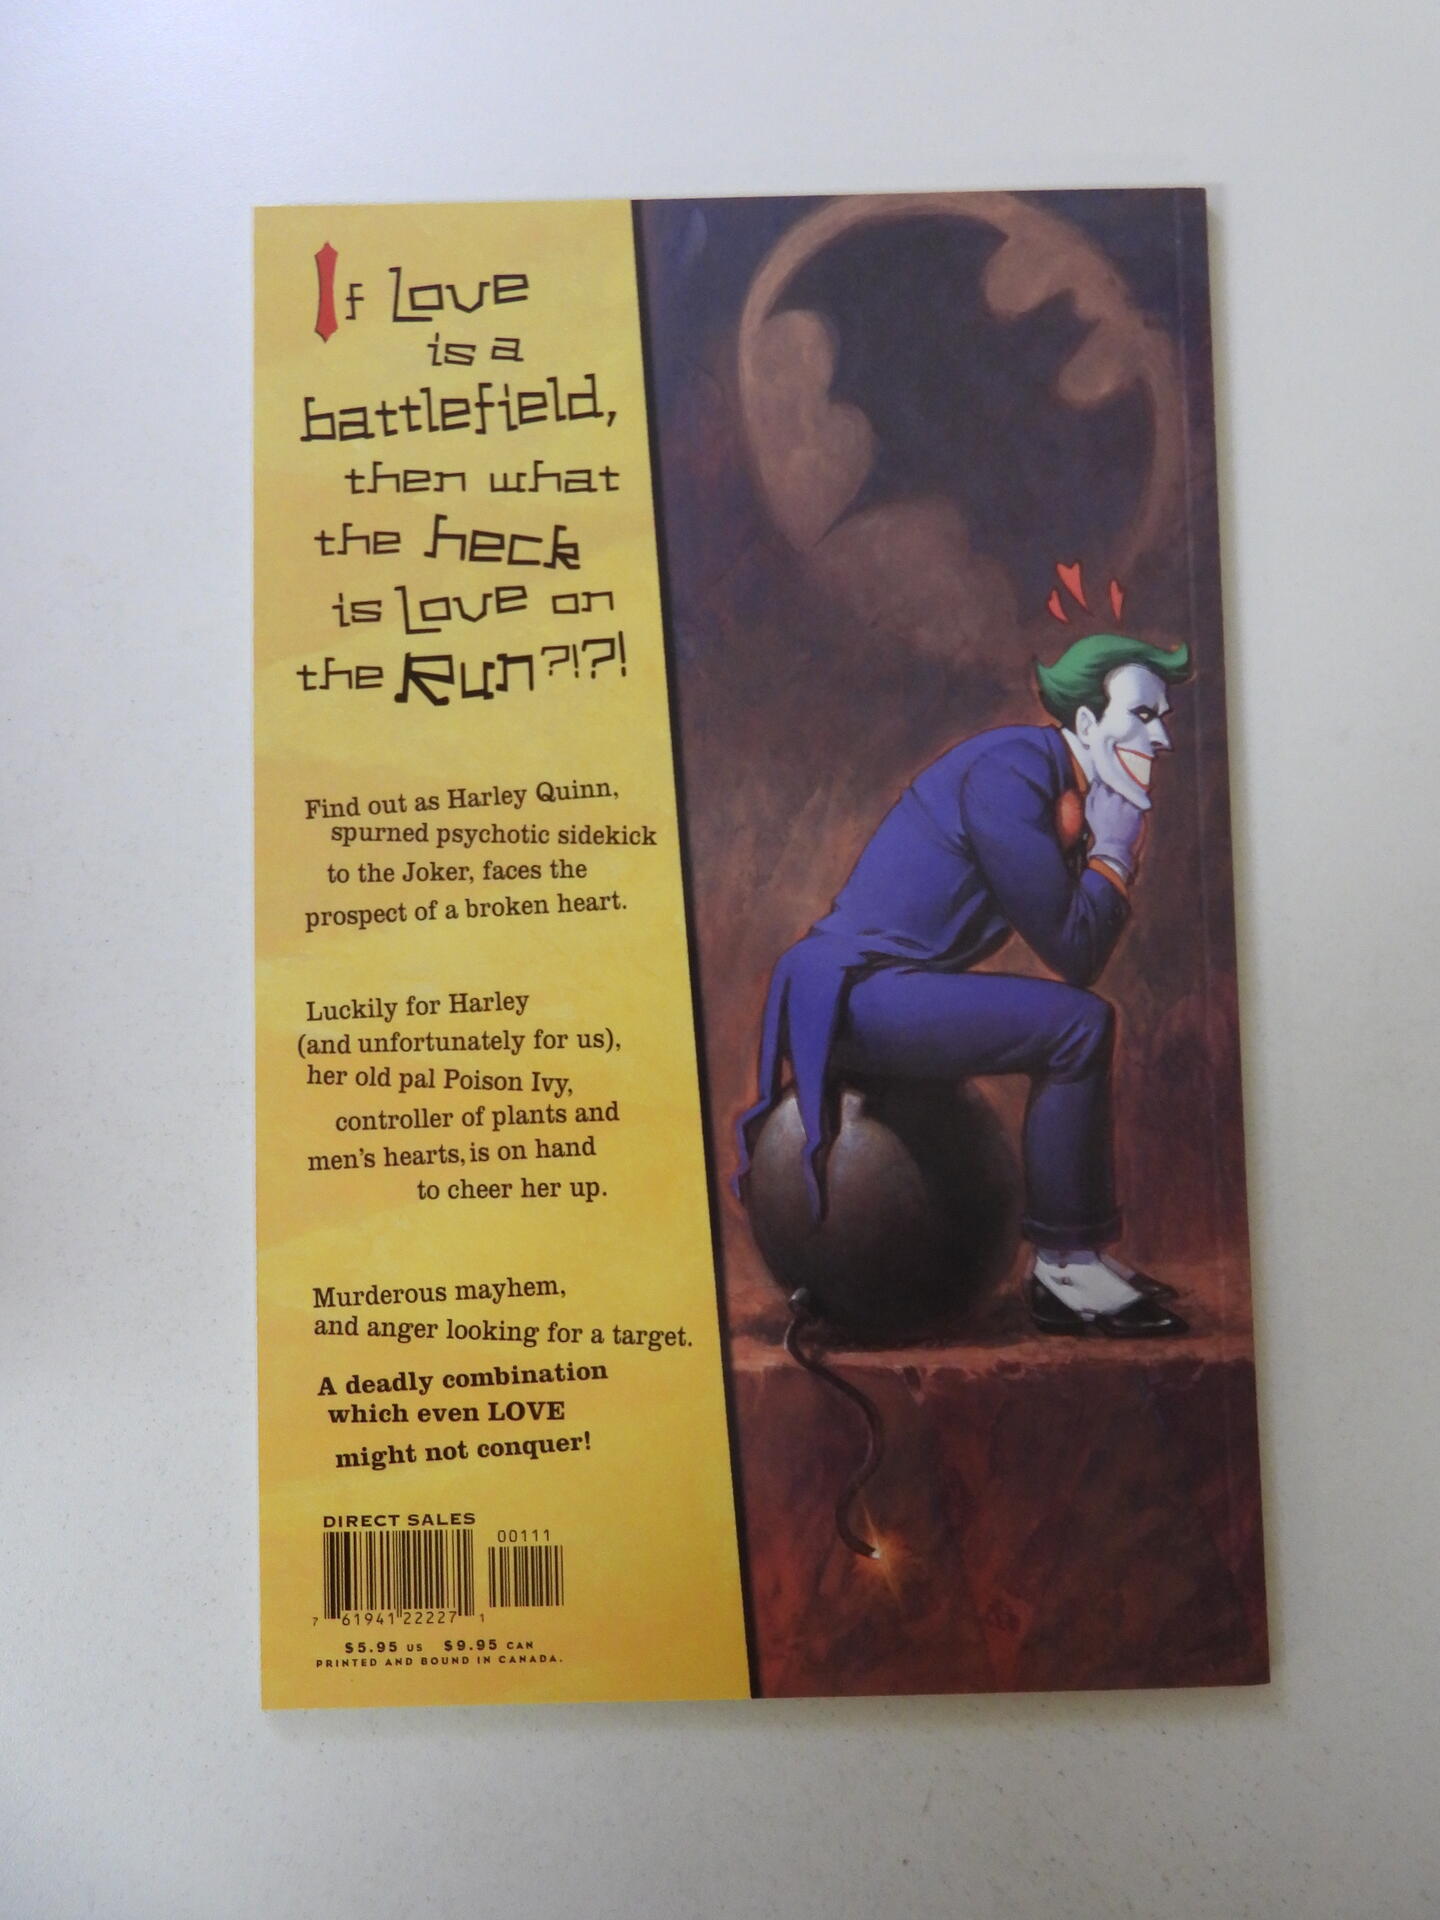 If Love
is a
battlefield,
then what
the heck
is Love on
the Run?!?!
Find out as Harley Quinn,
spurned psychotic sidekick
to the Joker, faces the
prospect of a broken heart.
Luckily for Harley
(and unfortunately for us),
her old pal Poison Ivy,
controller of plants and
men's hearts, is on hand
to cheer her up.
Murderous mayhem,
and anger looking for a target.
A deadly combination
which even LOVE
might not conquer!
DIRECT SALES
00111
7 61941 22227 1
$5.95 US $9.95 CAN
PRINTED AND BOUND IN CANADA.